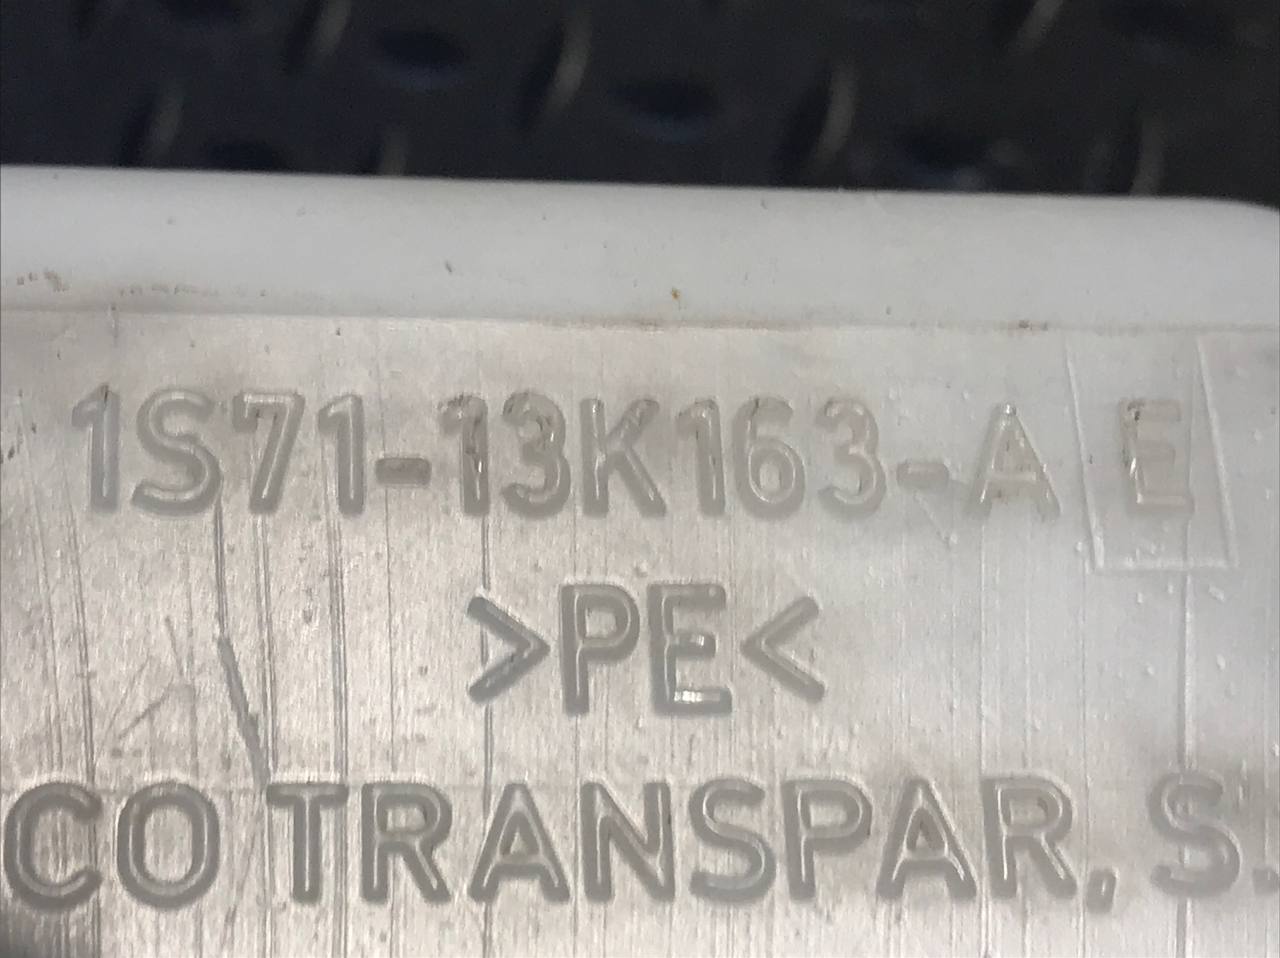 1S71-13K163-A E
>PE<
CO TRANSPAR, S.